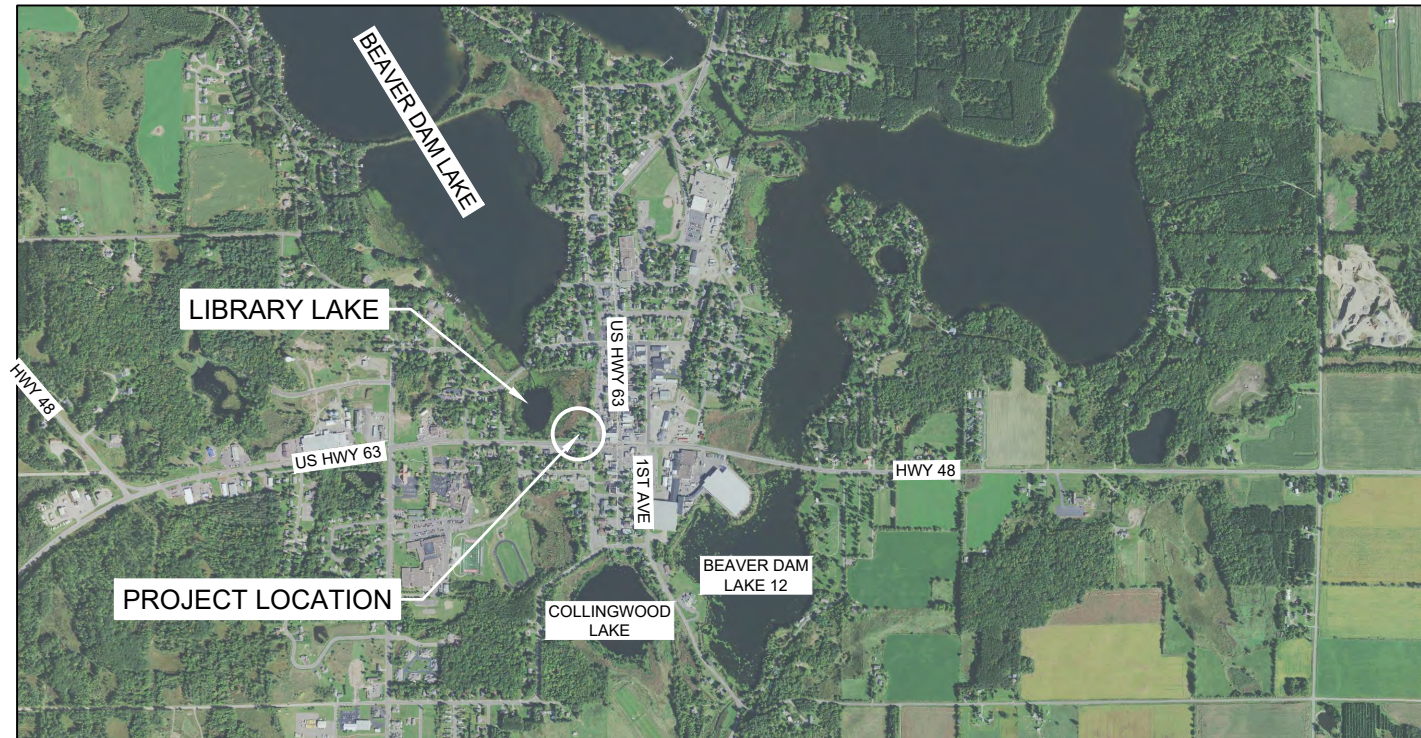 BEAVER DAM LAKE
LIBRARY LAKE
US HWY 63
HWY 48
US HWY 63
1ST AVE
HWY 48
BEAVER DAM
LAKE 12
PROJECT LOCATION
COLLINGWOOD
LAKE